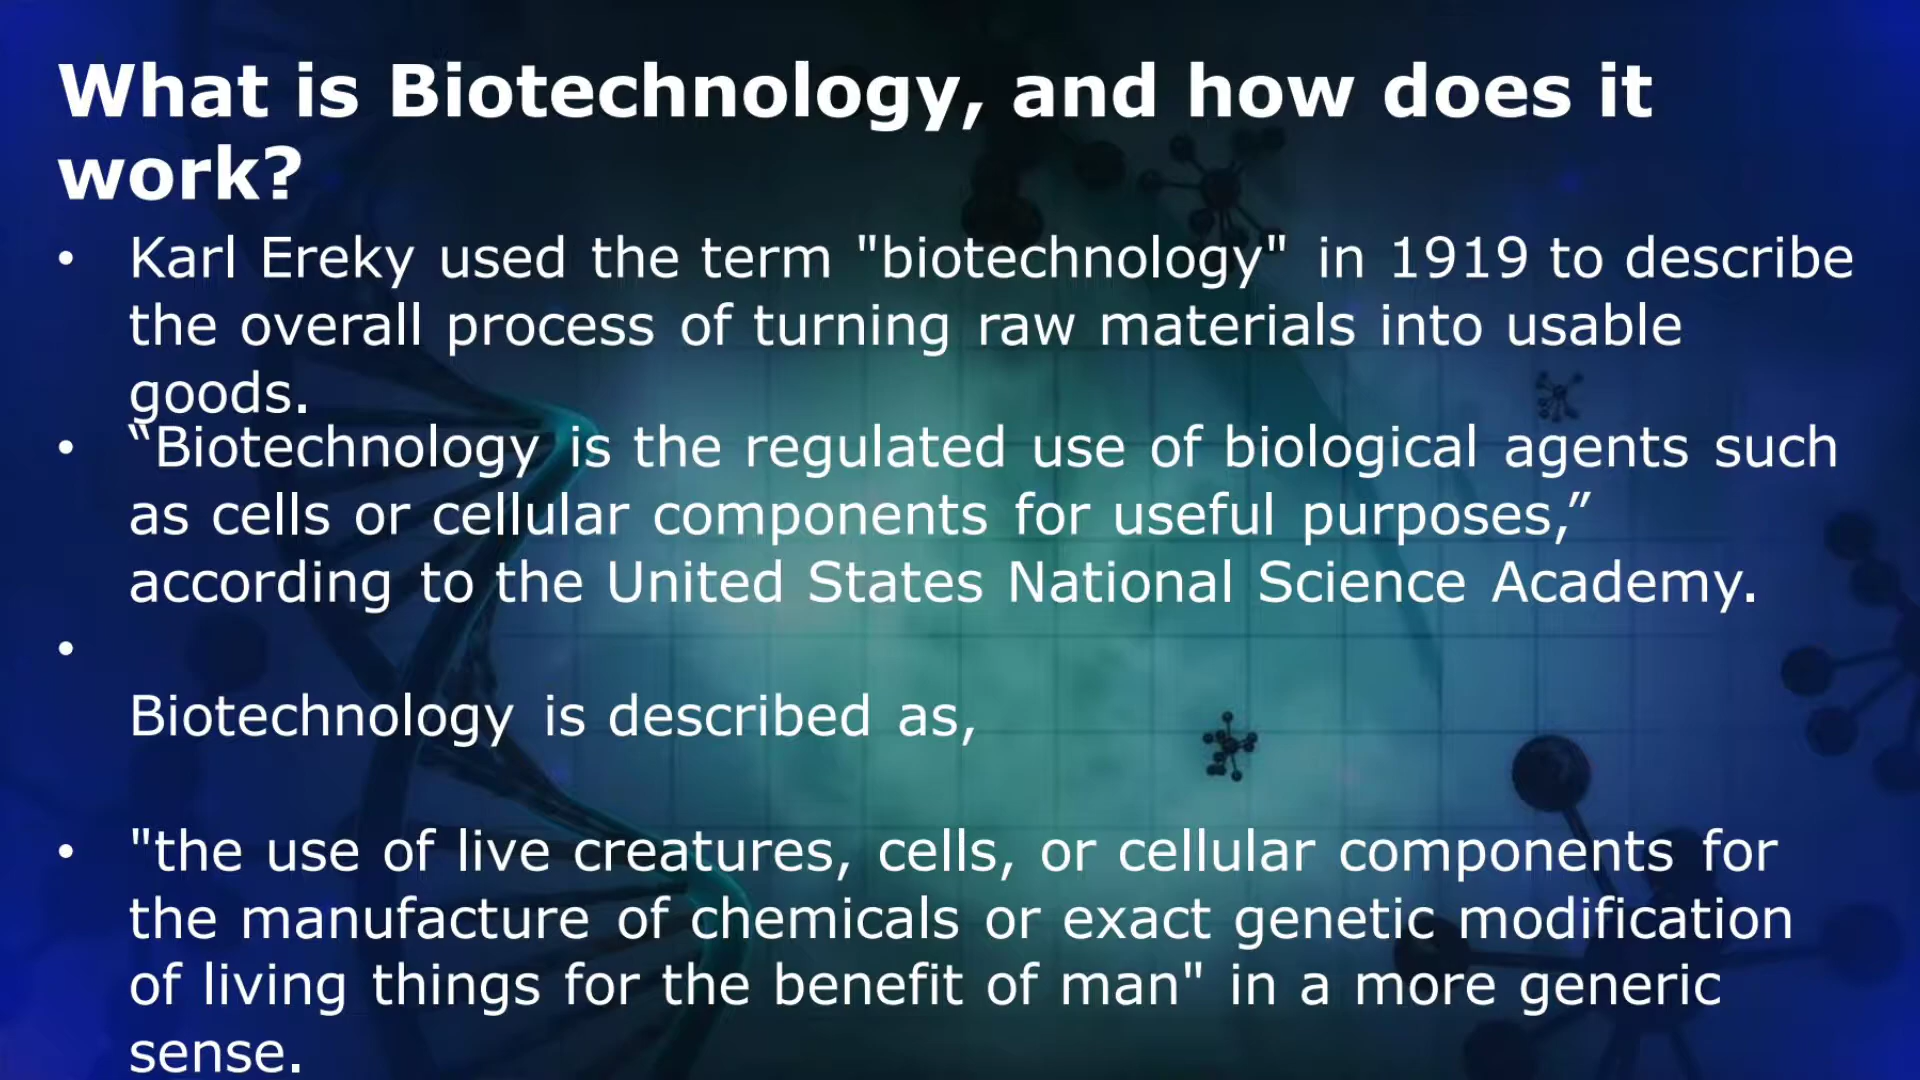 What is Biotechnology, and how does it
work?
• Karl Ereky used the term "biotechnology" in 1919 to describe
the overall process of turning raw materials into usable
goods.
• “Biotechnology is the regulated use of biological agents such
as cells or cellular components for useful purposes,”
according to the United States National Science Academy.
•
Biotechnology is described as,
• "the use of live creatures, cells, or cellular components for
the manufacture of chemicals or exact genetic modification
of living things for the benefit of man" in a more generic
sense.